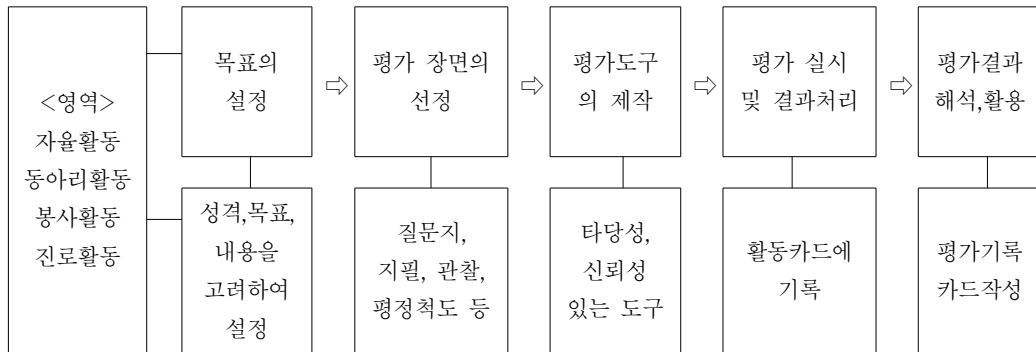 <영역>
자율활동
동아리활동
봉사활동
진로활동
목표의
설정
⇨
평가 장면의
선정
⇨
평가도구
의 제작
⇨
평가 실시
및 결과처리
⇨
평가결과
해석,활용
성격,목표,
내용을
고려하여
설정
질문지,
지필, 관찰,
평정척도 등
타당성,
신뢰성
있는 도구
활동카드에
기록
평가기록
카드작성